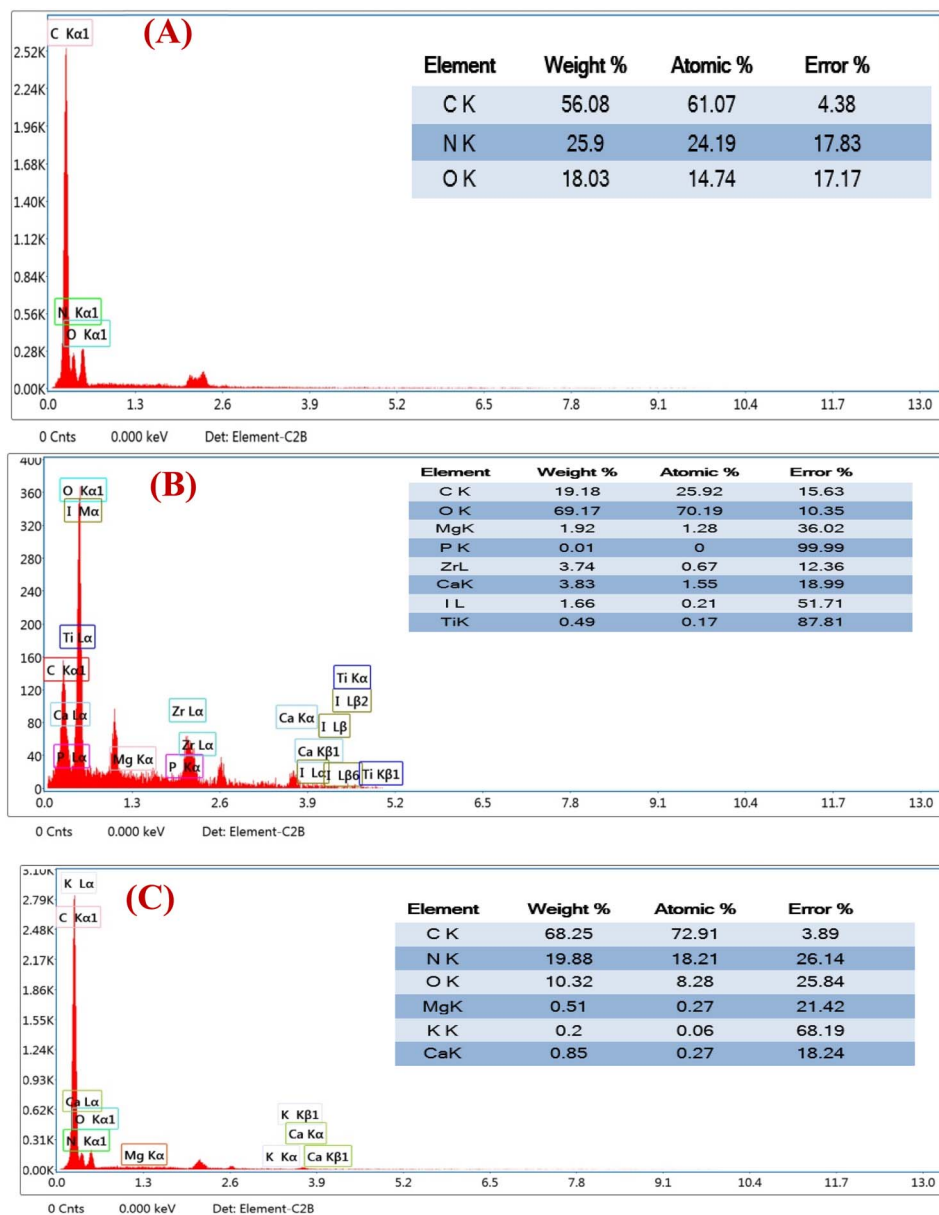 (A)
C Kα1
2.52K
2.24K
1.96K
1.68K
1.40K
1.12K
0.84K
0.56K
0.28K
0.00K
N Kα1
O Kα1
Element Weight % Atomic % Error %
C K 56.08 61.07 4.38
N K 25.9 24.19 17.83
O K 18.03 14.74 17.17
0.0 1.3 2.6 3.9 5.2 6.5 7.8 9.1 10.4 11.7 13.0
0 Cnts 0.000 keV Det: Element-C2B
(B)
400
360
320
280
240
200
160
120
80
40
0
O Kα1
I Mα
Ti Lα
C Kα1
Ca Lα
P Lα
Mg Kα
Zr Lα
Zr Lα
P Kα
Ca Kα
Ti Kα
I Lβ2
I Lβ
Ca Kβ1
I Lα
I Lβ6
Ti Kβ1
Element Weight % Atomic % Error %
C K 19.18 25.92 15.63
O K 69.17 70.19 10.35
MgK 1.92 1.28 36.02
P K 0.01 0 99.99
ZrL 3.74 0.67 12.36
CaK 3.83 1.55 18.99
I L 1.66 0.21 51.71
TiK 0.49 0.17 87.81
0.0 1.3 2.6 3.9 5.2 6.5 7.8 9.1 10.4 11.7 13.0
0 Cnts 0.000 keV Det: Element-C2B
(C)
3.10K
2.79K
2.48K
2.17K
1.86K
1.55K
1.24K
0.93K
0.62K
0.31K
0.00K
K Lα
C Kα1
Ca Lα
O Kα1
N Kα1
Mg Kα
K Kβ1
Ca Kα
K Kα
Ca Kβ1
Element Weight % Atomic % Error %
C K 68.25 72.91 3.89
N K 19.88 18.21 26.14
O K 10.32 8.28 25.84
MgK 0.51 0.27 21.42
K K 0.2 0.06 68.19
CaK 0.85 0.27 18.24
0.0 1.3 2.6 3.9 5.2 6.5 7.8 9.1 10.4 11.7 13.0
0 Cnts 0.000 keV Det: Element-C2B